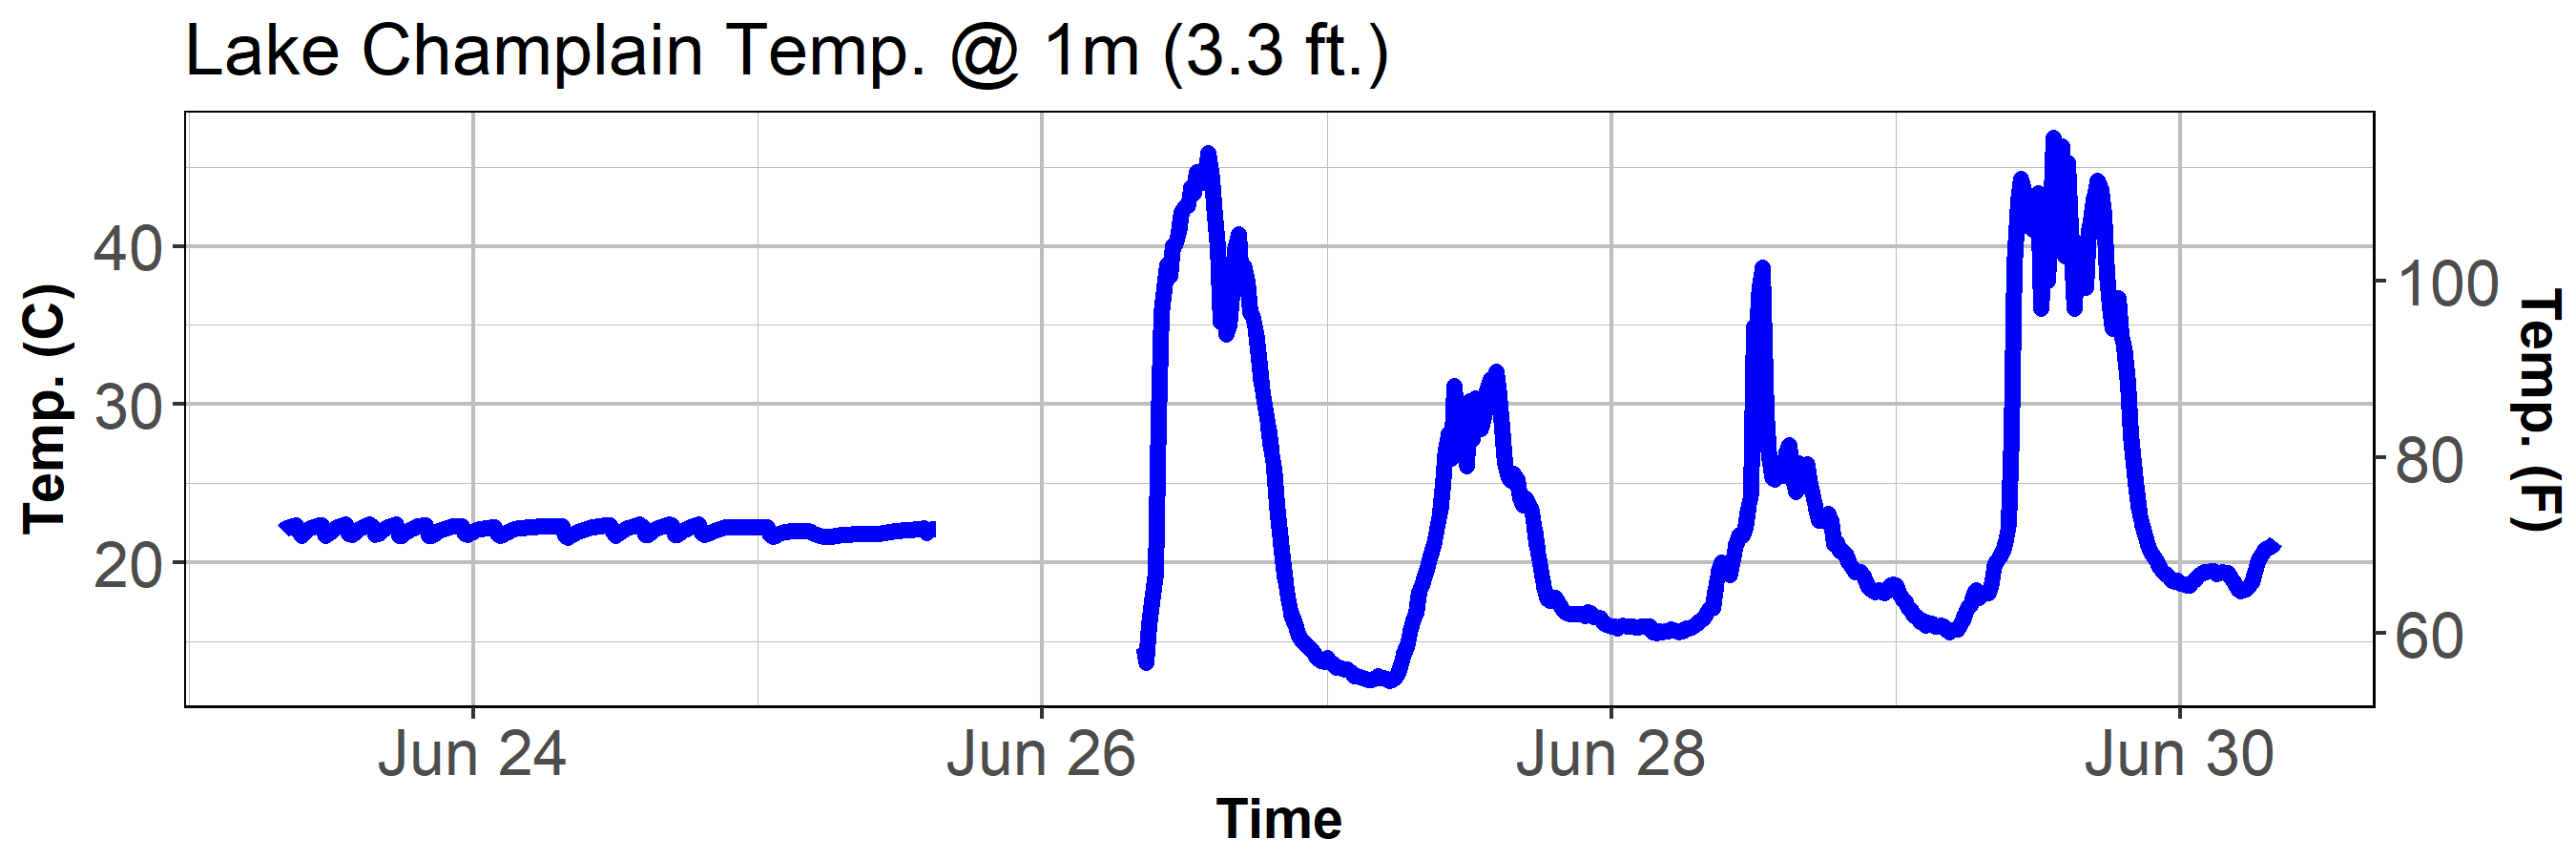 Lake Champlain Temp. @ 1m (3.3 ft.)
Temp. (C)
40
30
20
100
80
60
Temp. (F)
Jun 24 Jun 26 Jun 28 Jun 30
Time